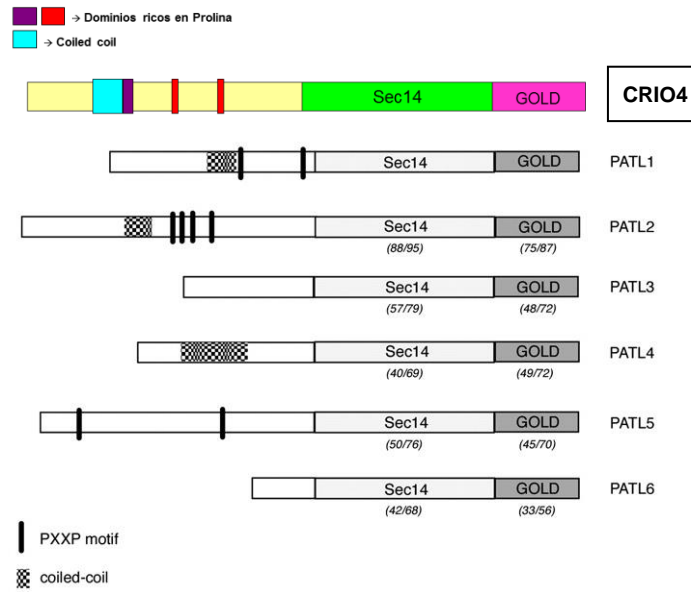 → Dominios ricos en Prolina
→ Coiled coil
Sec14 GOLD CRIO4
Sec14 GOLD PATL1
Sec14 GOLD PATL2
(88/95) (75/87)
Sec14 GOLD PATL3
(57/79) (48/72)
Sec14 GOLD PATL4
(40/69) (49/72)
Sec14 GOLD PATL5
(50/76) (45/70)
Sec14 GOLD PATL6
(42/68) (33/56)
PXXP motif
coiled-coil